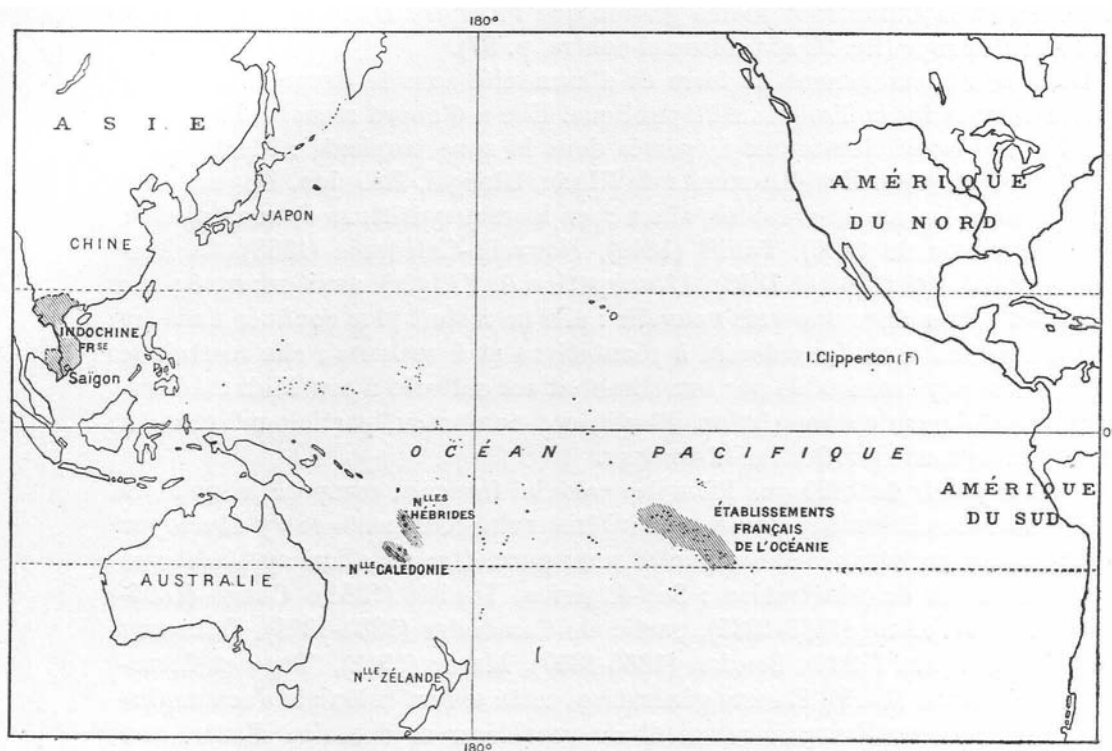 180°
ASIE
AMÉRIQUE
DU NORD
JAPON
CHINE
INDOCHINE
FRSE
Saïgon
I. Clipperton (F)
0
OCÉAN PACIFIQUE
AMÉRIQUE
DU SUD
NLLES
HÉBRIDES
ÉTABLISSEMENTS
FRANÇAIS
DE L'OCÉANIE
NLLE CALÉDONIE
AUSTRALIE
NLLE ZÉLANDE
180°